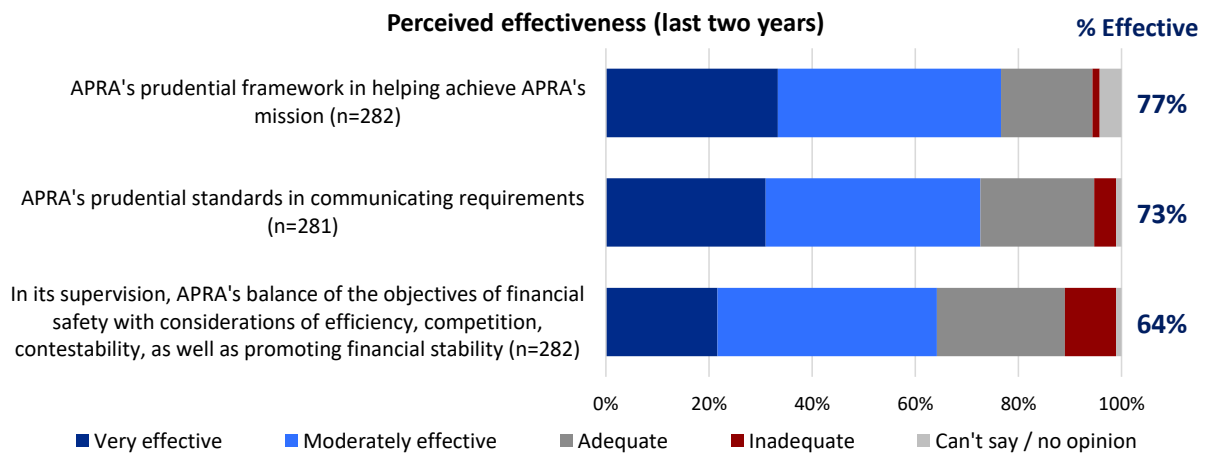 Perceived effectiveness (last two years)
% Effective
APRA's prudential framework in helping achieve APRA's
mission (n=282)
77%
APRA's prudential standards in communicating requirements
(n=281)
73%
In its supervision, APRA's balance of the objectives of financial
safety with considerations of efficiency, competition,
contestability, as well as promoting financial stability (n=282)
64%
0% 20% 40% 60% 80% 100%
Very effective Moderately effective Adequate Inadequate Can't say / no opinion